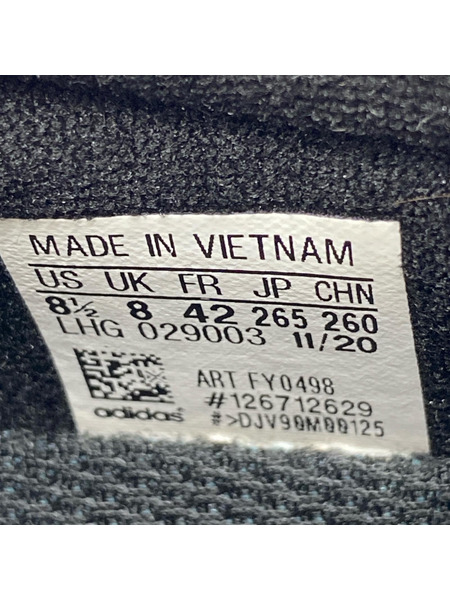 MADE IN VIETNAM
US UK FR JP CHN
8½ 8 42 265 260
LHG 029003 11/20
ART FY0498
#126712629
adidas
#>DJV90M00125